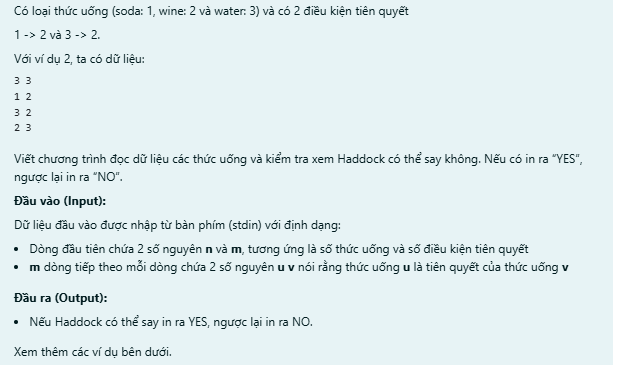 Có loại thức uống (soda: 1, wine: 2 và water: 3) và có 2 điều kiện tiên quyết
1 -> 2 và 3 -> 2.
Với ví dụ 2, ta có dữ liệu:
3 3
1 2
3 2
2 3
Viết chương trình đọc dữ liệu các thức uống và kiểm tra xem Haddock có thể say không. Nếu có in ra “YES”,
ngược lại in ra “NO”.
Đầu vào (Input):
Dữ liệu đầu vào được nhập từ bàn phím (stdin) với định dạng:
• Dòng đầu tiên chứa 2 số nguyên n và m, tương ứng là số thức uống và số điều kiện tiên quyết
• m dòng tiếp theo mỗi dòng chứa 2 số nguyên u v nói rằng thức uống u là tiên quyết của thức uống v
Đầu ra (Output):
• Nếu Haddock có thể say in ra YES, ngược lại in ra NO.
Xem thêm các ví dụ bên dưới.